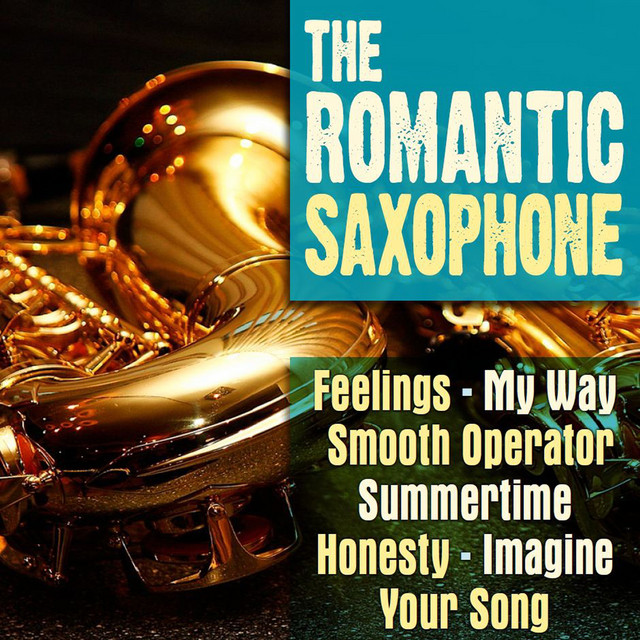 THE
ROMANTIC
SAXOPHONE
Feelings - My Way
Smooth Operator
Summertime
Honesty - Imagine
Your Song